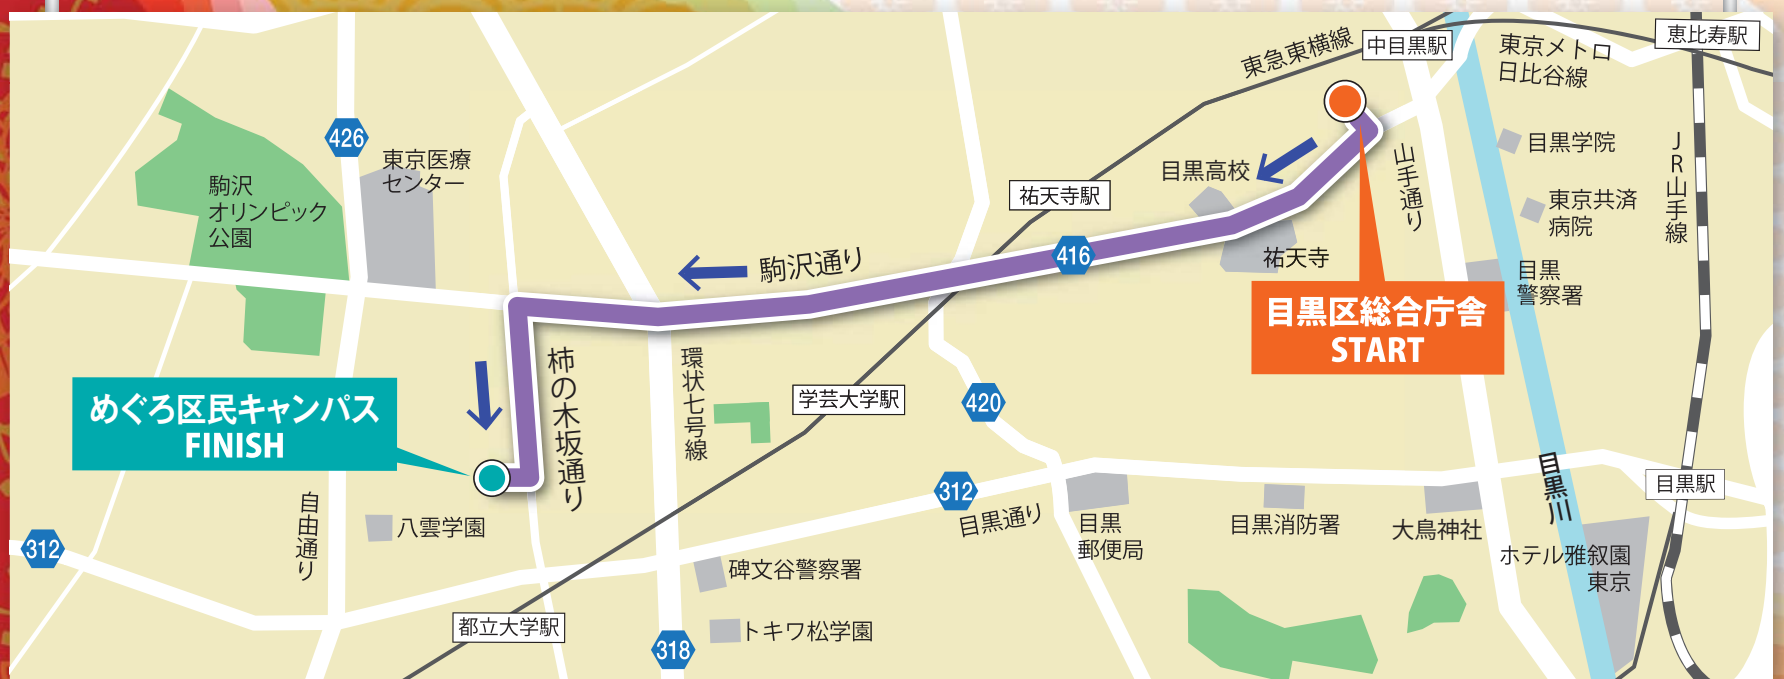 恵比寿駅
中目黒駅
東急東横線
東京メトロ
日比谷線
426
東京医療
センター
駒沢
オリンピック
公園
目黒高校
祐天寺駅
山手通り
目黒学院
JR山手線
東京共済
病院
416
祐天寺
駒沢通り
目黒
警察署
目黒区総合庁舎
START
めぐろ区民キャンパス
FINISH
柿の木坂通り
環状七号線
学芸大学駅
420
312
目黒通り
目黒
郵便局
目黒消防署
大鳥神社
目黒川
目黒駅
ホテル雅叙園
東京
自由通り
八雲学園
312
碑文谷警察署
都立大学駅
318
トキワ松学園